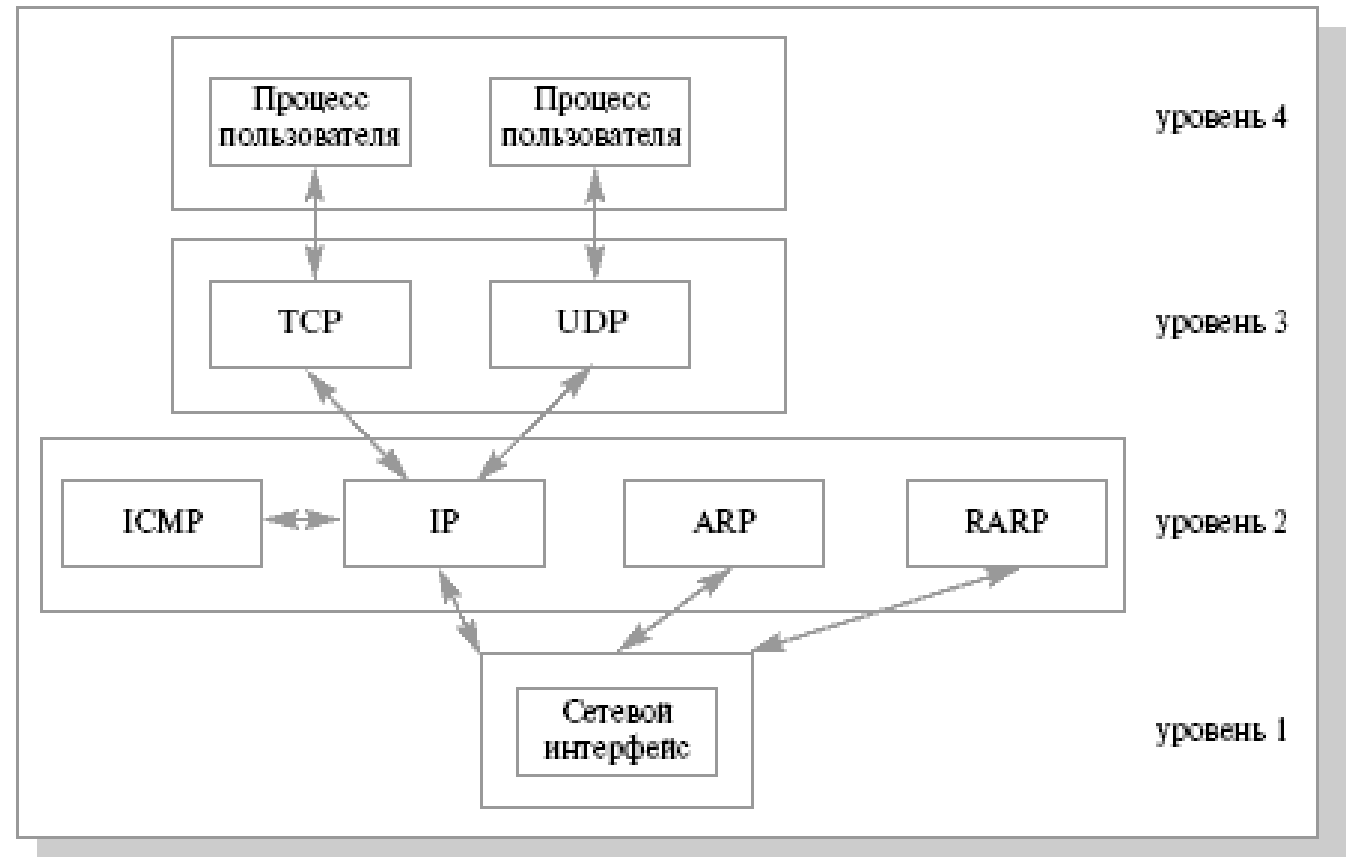 Процесс
пользователя
Процесс
пользователя
уровень 4
TCP
UDP
уровень 3
ICMP
IP
ARP
RARP
уровень 2
Сетевой
интерфейс
уровень 1